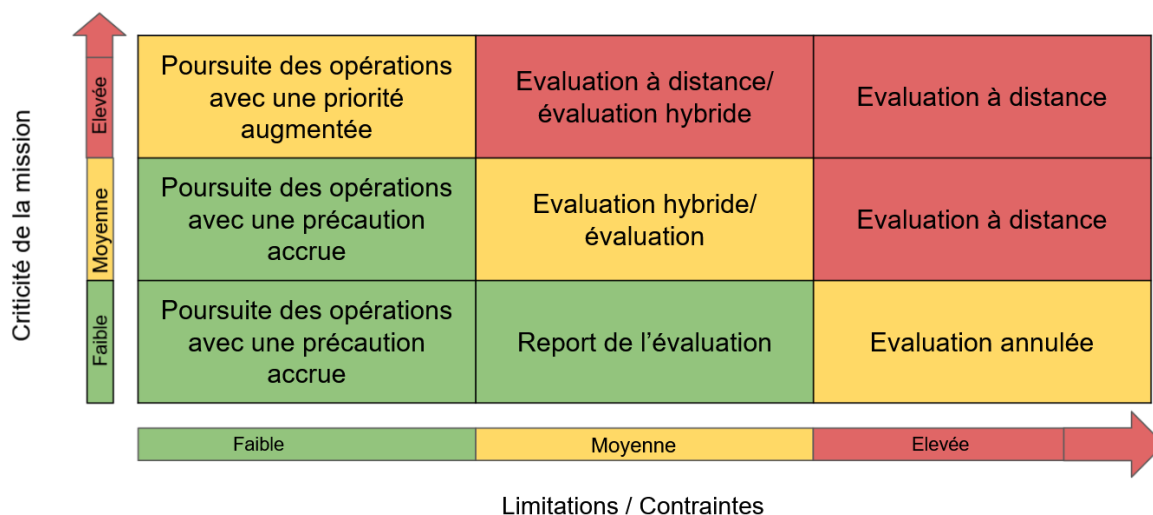 Criticité de la mission
Elevée
Moyenne
Faible
Poursuite des opérations
avec une priorité
augmentée
Evaluation à distance/
évaluation hybride
Evaluation à distance
Poursuite des opérations
avec une précaution
accrue
Evaluation hybride/
évaluation
Evaluation à distance
Poursuite des opérations
avec une précaution
accrue
Report de l’évaluation
Evaluation annulée
Faible
Moyenne
Elevée
Limitations / Contraintes